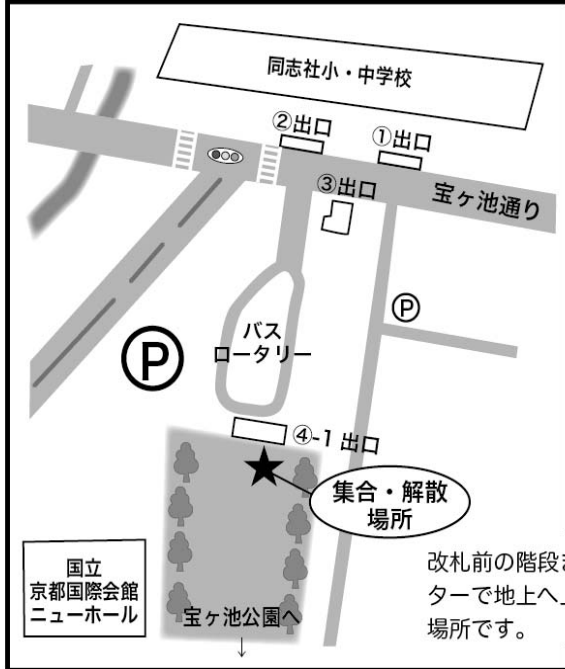 同志社小・中学校
②出口
①出口
③出口
宝ヶ池通り
Ⓟ
バス
ロータリー
Ⓟ
④-1 出口
集合・解散
場所
国立
京都国際会館
ニューホール
宝ヶ池公園へ
↓
改札前の階段
ターで地上へ
場所です。